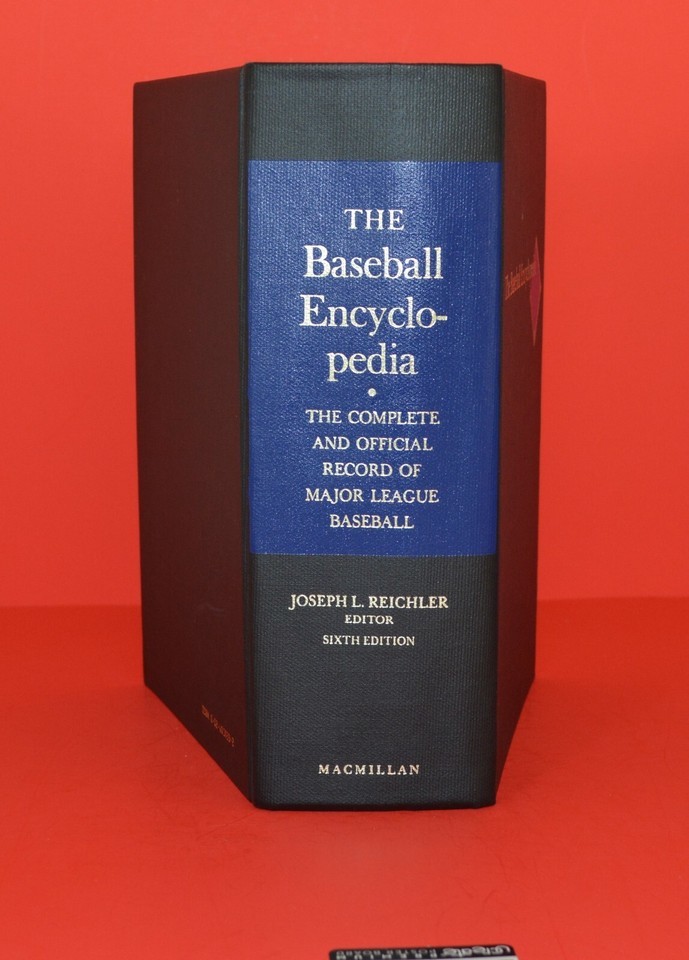 THE
Baseball
Encyclo-
pedia
•
THE COMPLETE
AND OFFICIAL
RECORD OF
MAJOR LEAGUE
BASEBALL
JOSEPH L. REICHLER
EDITOR
SIXTH EDITION
MACMILLAN